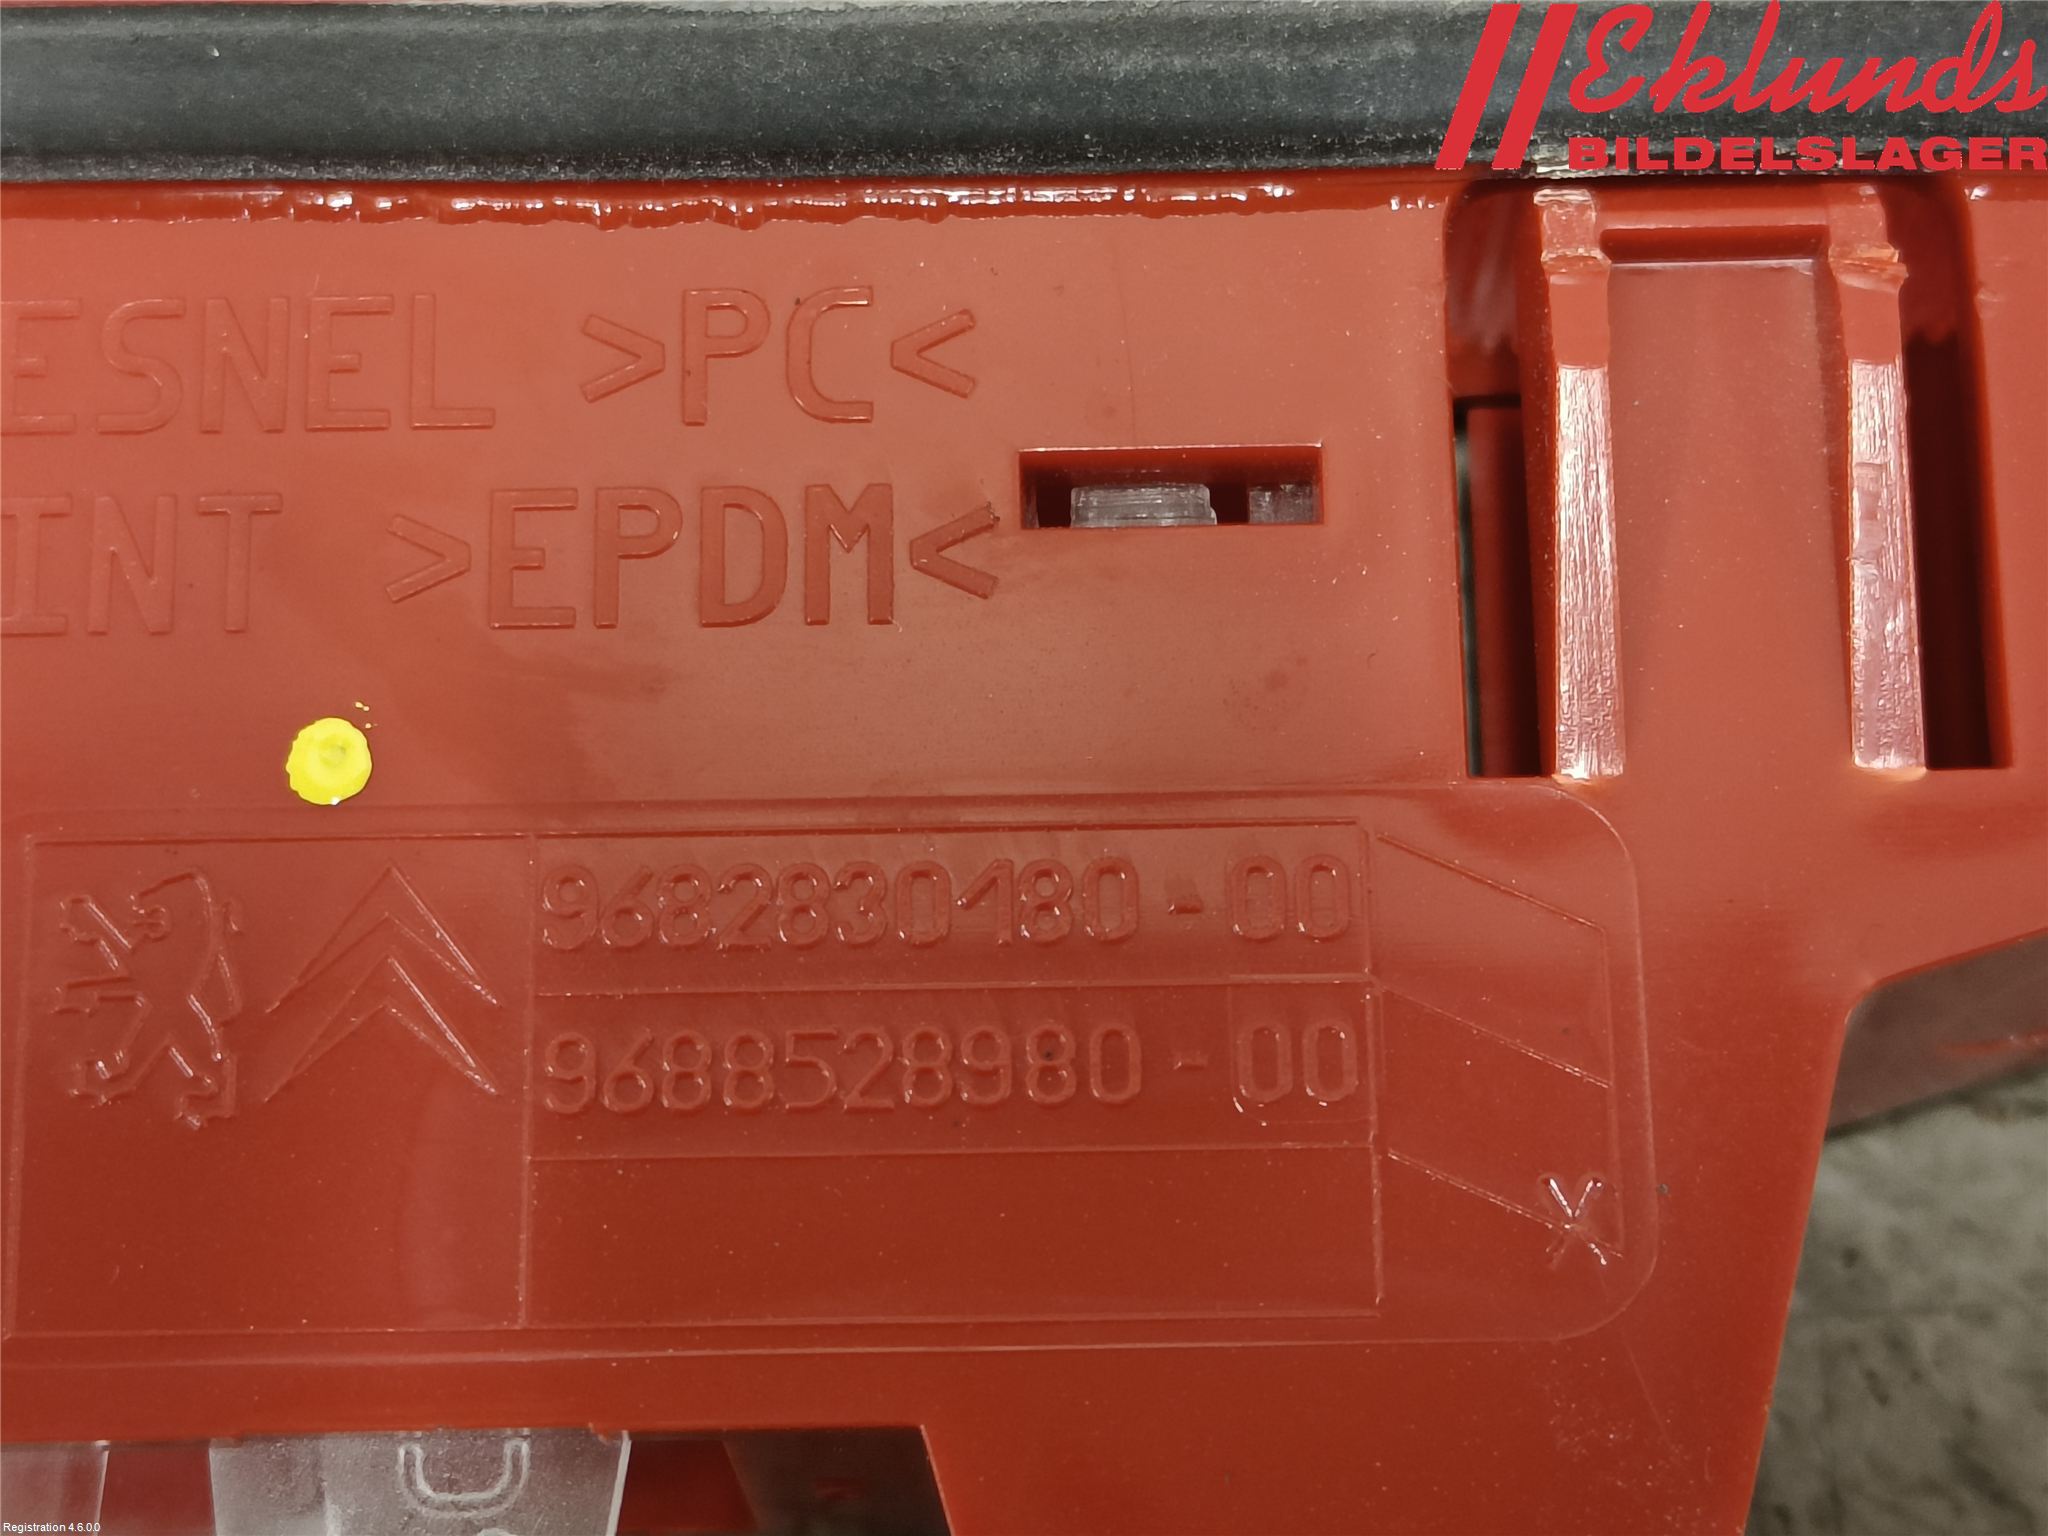 Eklunds
BILDELSLAGER
ESNEL >PC<
INT >EPDM<
9682830180-00
9688528980-00
Registration 4.6.0.0